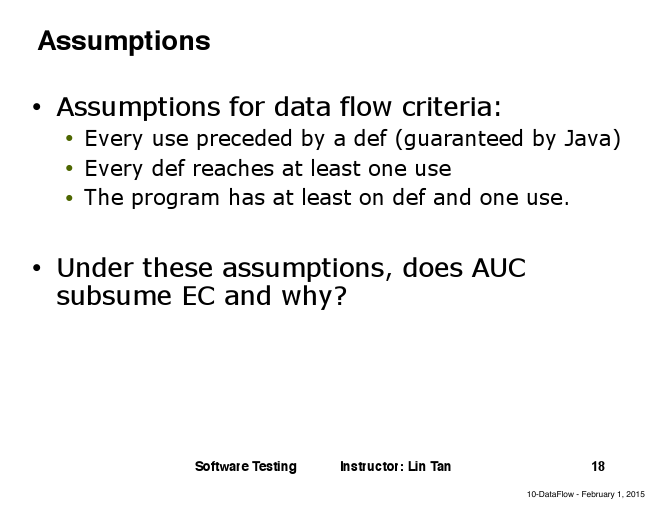 Assumptions
• Assumptions for data flow criteria:
• Every use preceded by a def (guaranteed by Java)
• Every def reaches at least one use
• The program has at least on def and one use.
• Under these assumptions, does AUC
subsume EC and why?
Software Testing Instructor: Lin Tan 18
10-DataFlow - February 1, 2015